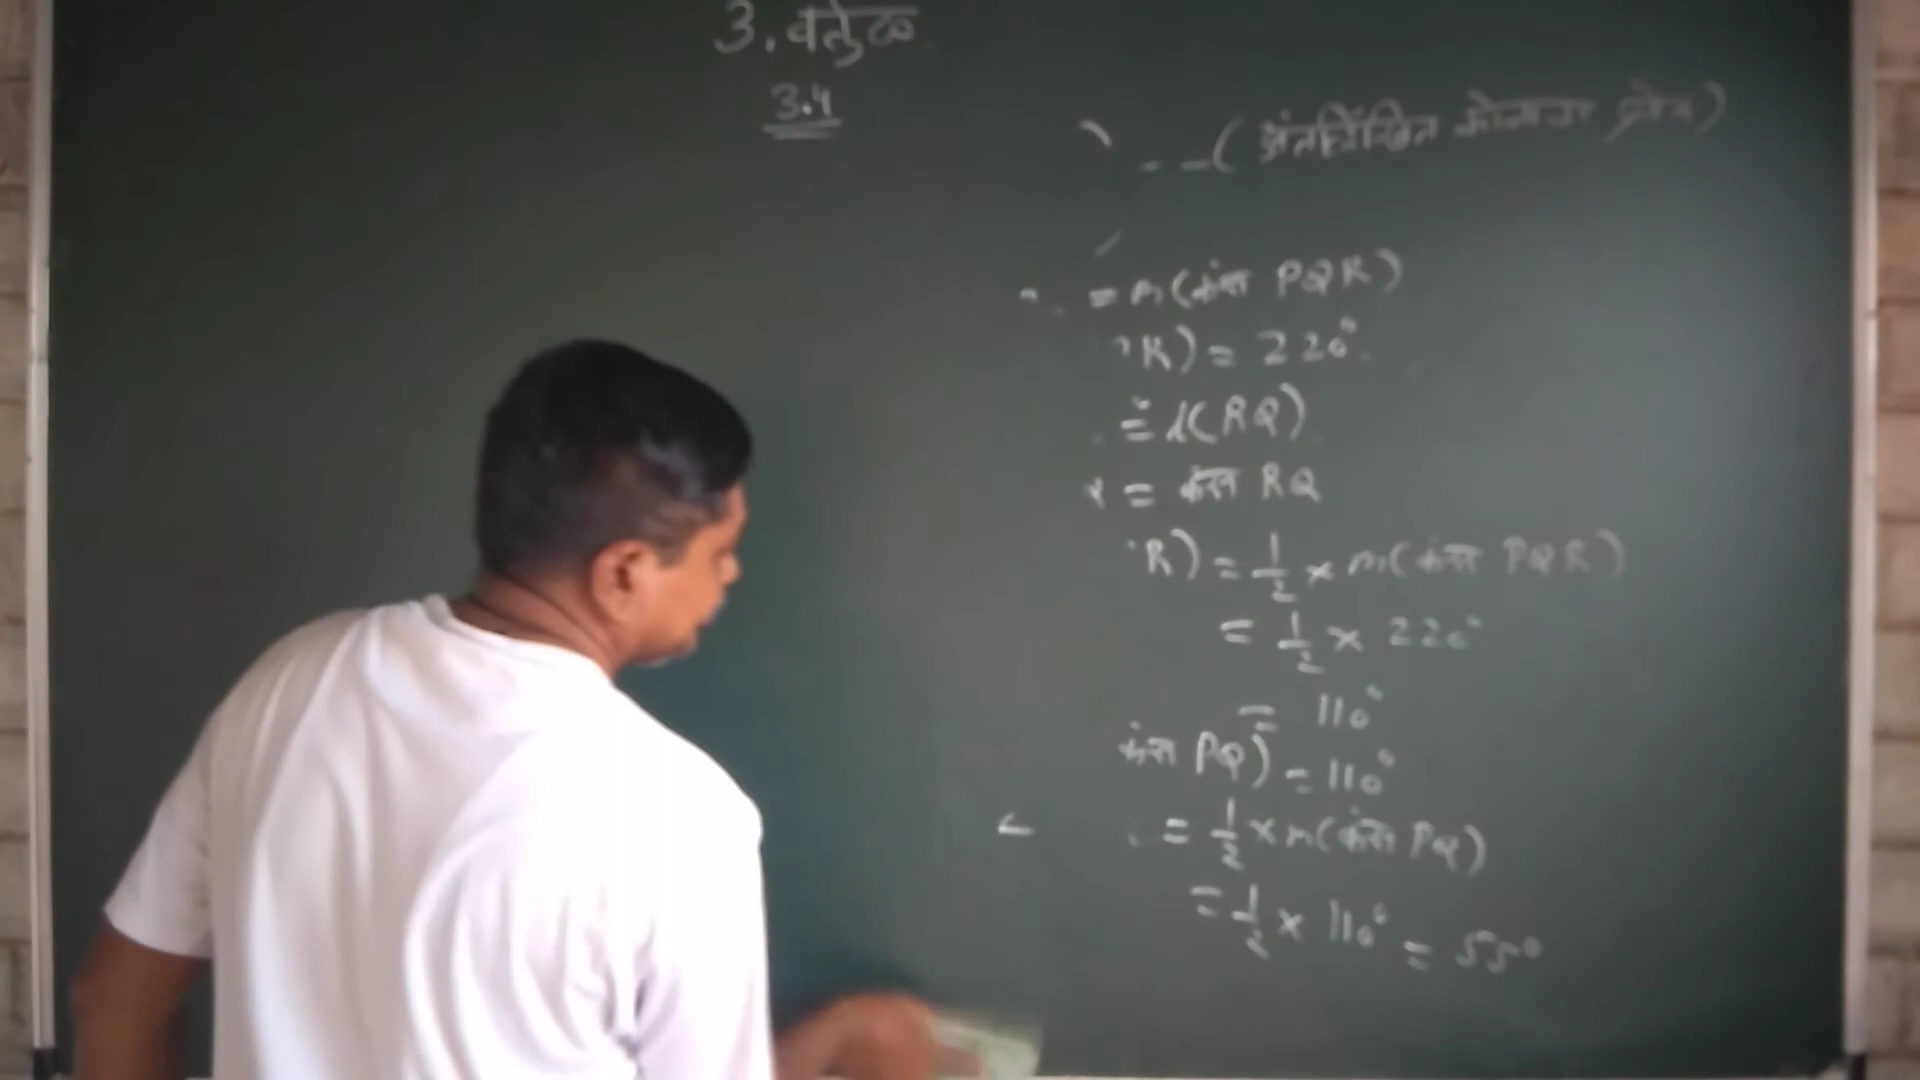 3. वर्तुळ
3.4
- - ( अंतर्लिखित कोनाचा प्रमेय )
= m(कंस PQR)
R) = 220°.
= l(RQ)
= कंस RQ
R) = 1/2 × m(कंस PQR)
= 1/2 × 220°
= 110°
कंस PQ) = 110°
= 1/2 × m(कंस PQ)
= 1/2 × 110° = 55°